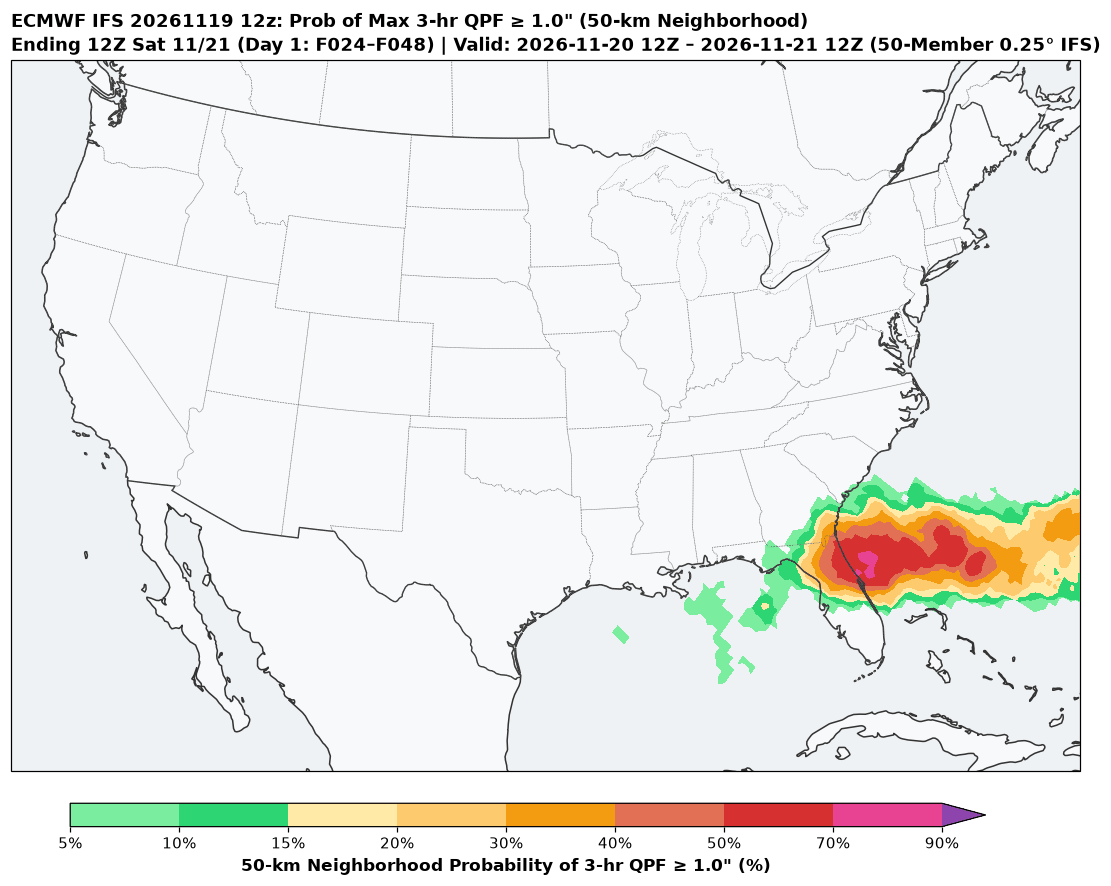 ECMWF IFS 20261119 12z: Prob of Max 3-hr QPF ≥ 1.0" (50-km Neighborhood)
Ending 12Z Sat 11/21 (Day 1: F024–F048) | Valid: 2026-11-20 12Z – 2026-11-21 12Z (50-Member 0.25° IFS)
5% 10% 15% 20% 30% 40% 50% 70% 90%
50-km Neighborhood Probability of 3-hr QPF ≥ 1.0" (%)